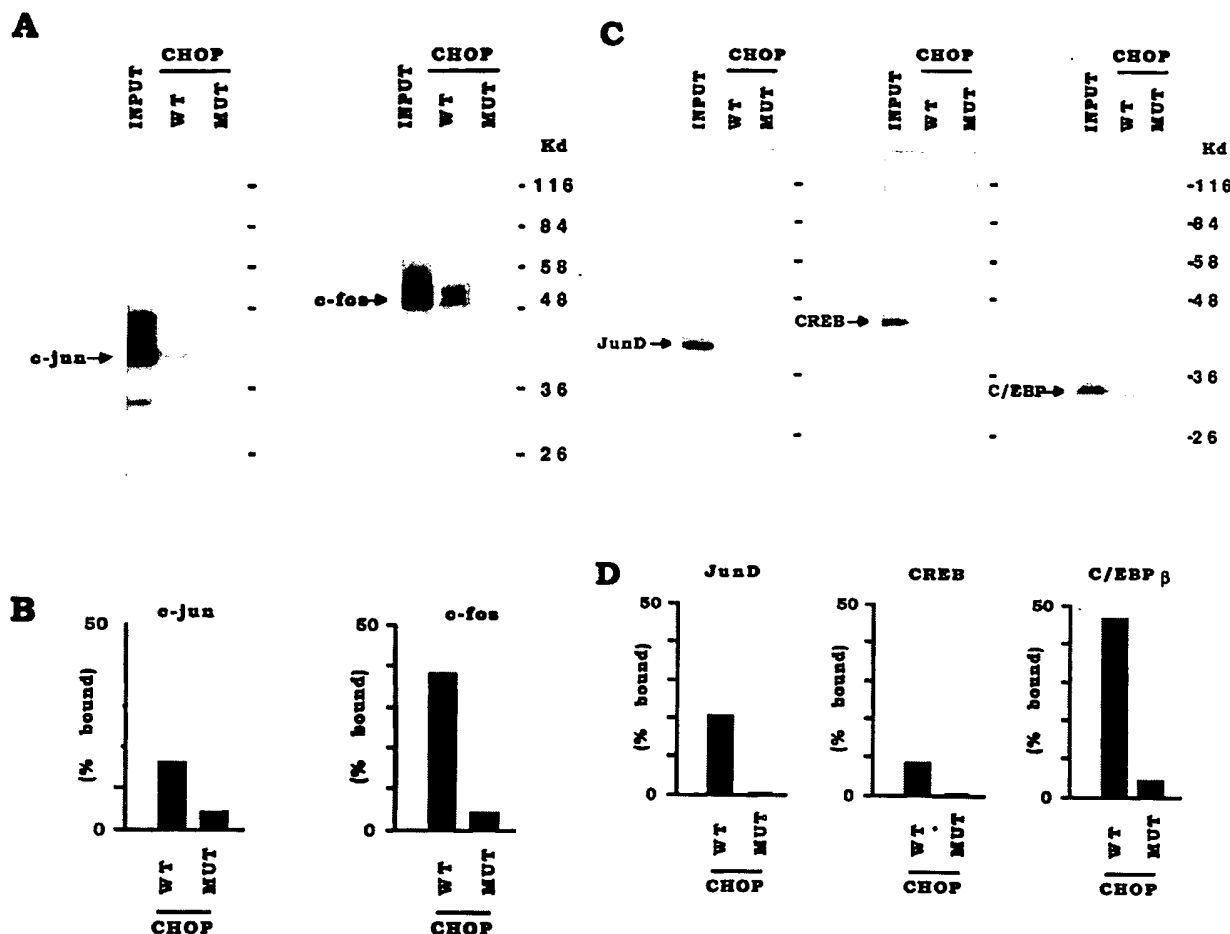 A
CHOP
INPUT
WT
MUT
CHOP
INPUT
WT
MUT
Kd
- 116
- 84
- 58
- 48
- 36
- 26
c-jun
c-fos
C
CHOP
INPUT
WT
MUT
CHOP
INPUT
WT
MUT
CHOP
INPUT
WT
MUT
Kd
-116
-84
-58
-48
-36
-26
JunD
CREB
C/EBP
B
c-jun
50
0
(% bound)
WT
MUT
CHOP
c-fos
50
0
(% bound)
WT
MUT
CHOP
D
JunD
50
0
(% bound)
WT
MUT
CHOP
CREB
50
0
(% bound)
WT
MUT
CHOP
C/EBP β
50
0
(% bound)
WT
MUT
CHOP